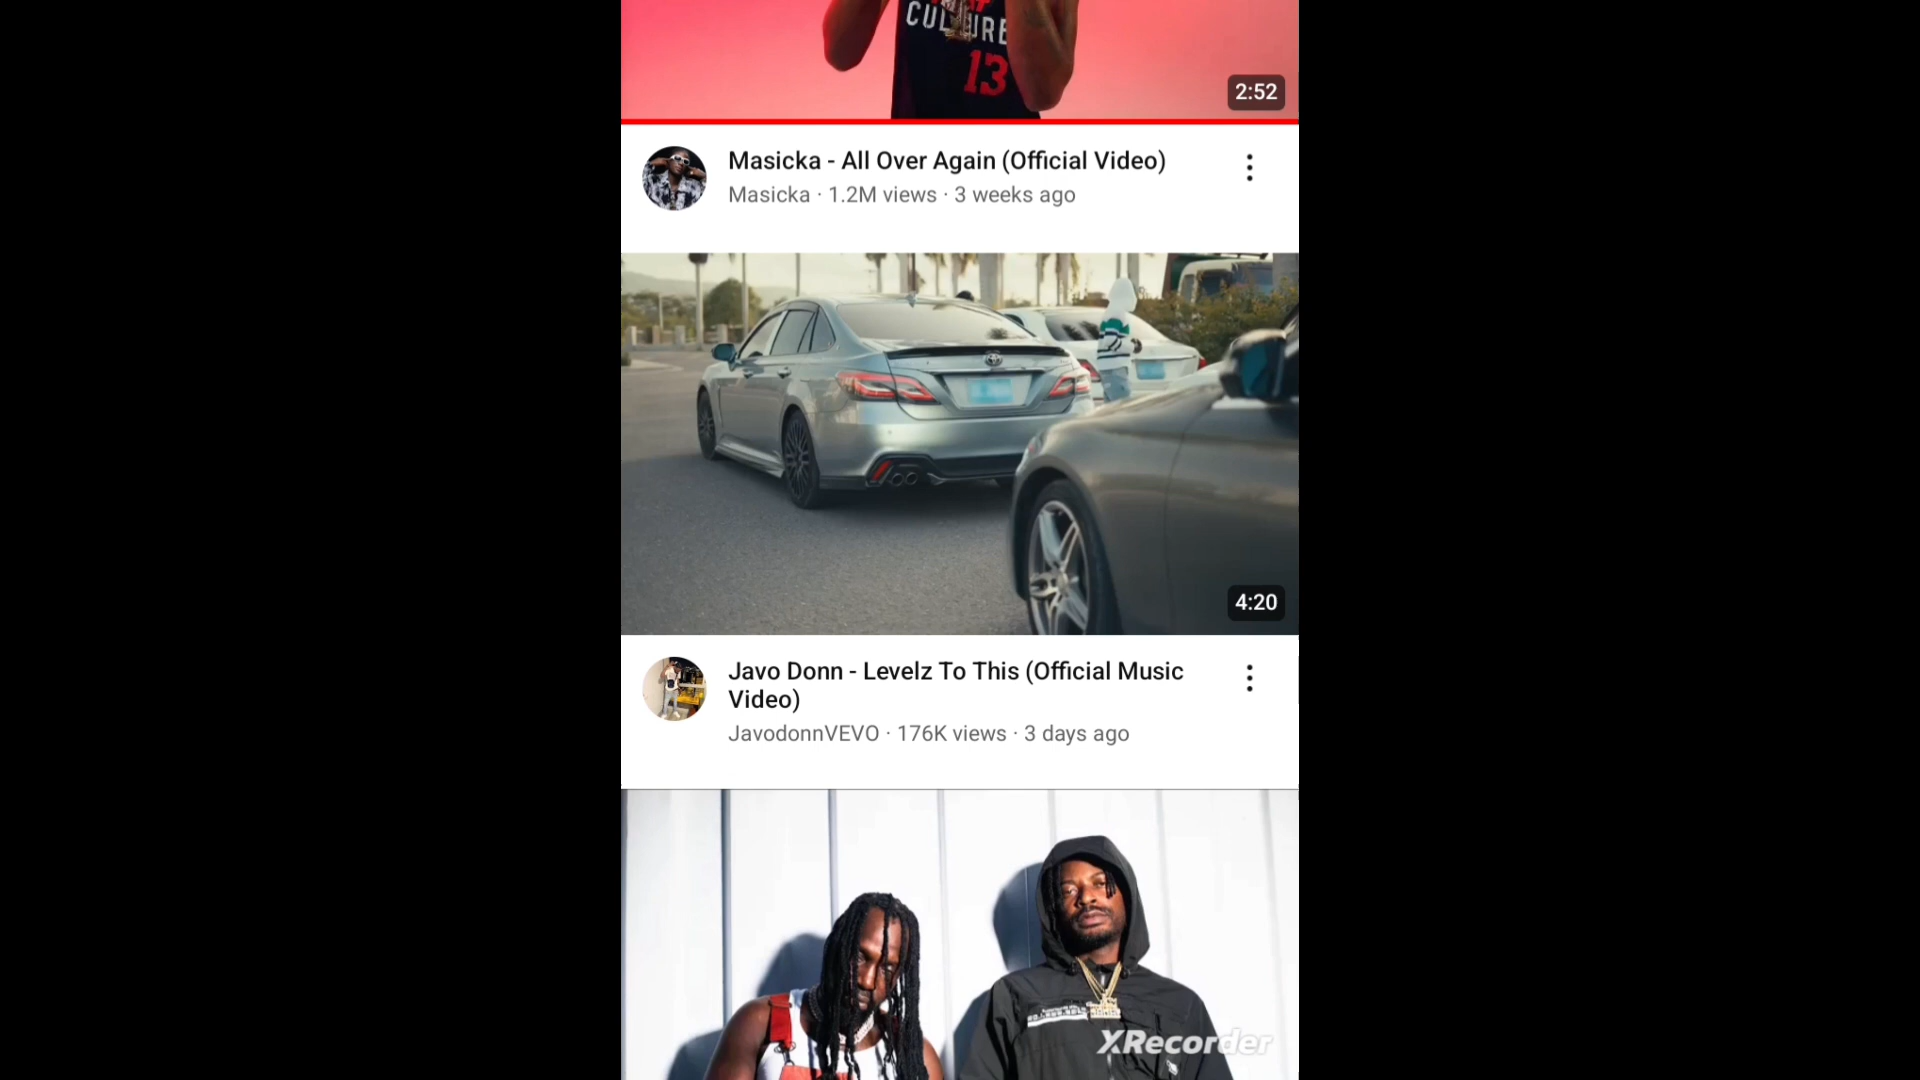 CULTURE
13
2:52
Masicka - All Over Again (Official Video)
Masicka · 1.2M views · 3 weeks ago
4:20
Javo Donn - Levelz To This (Official Music
Video)
JavodonnVEVO · 176K views · 3 days ago
XRecorder